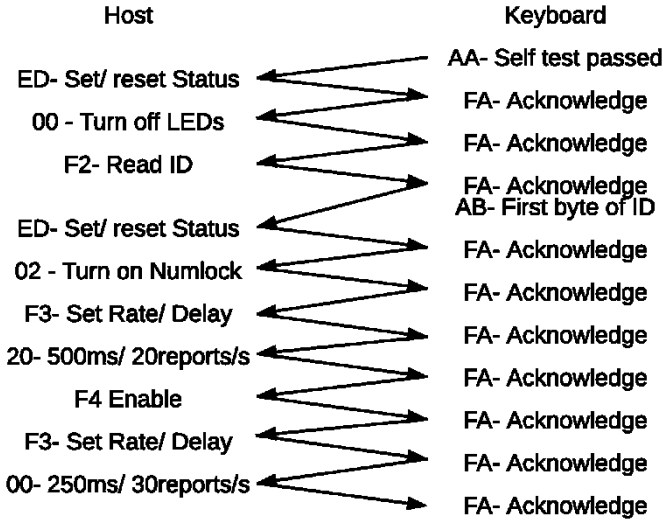 Host
Keyboard
AA- Self test passed
ED- Set/ reset Status
FA- Acknowledge
00 - Turn off LEDs
FA- Acknowledge
F2- Read ID
FA- Acknowledge
AB- First byte of ID
ED- Set/ reset Status
FA- Acknowledge
02 - Turn on Numlock
FA- Acknowledge
F3- Set Rate/ Delay
FA- Acknowledge
20- 500ms/ 20reports/s
FA- Acknowledge
F4 Enable
FA- Acknowledge
F3- Set Rate/ Delay
FA- Acknowledge
00- 250ms/ 30reports/s
FA- Acknowledge